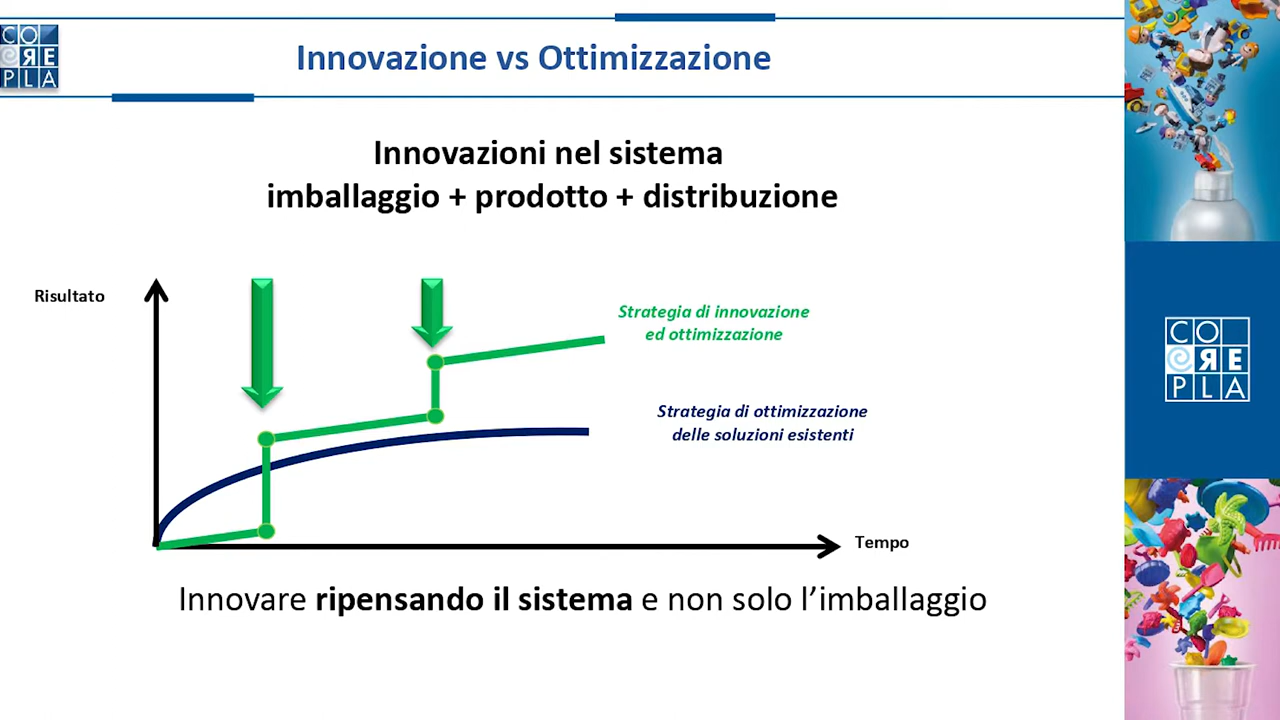 CO
ORE
PLA
Innovazione vs Ottimizzazione
Innovazioni nel sistema
imballaggio + prodotto + distribuzione
Risultato
Strategia di innovazione
ed ottimizzazione
Strategia di ottimizzazione
delle soluzioni esistenti
Tempo
Innovare ripensando il sistema e non solo l’imballaggio
CO
RE
PLA